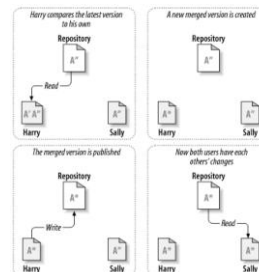 Harry compares the latest version
to his own
Repository
A"
Read
A' A"
A"
Harry
Sally
A new merged version is created
Repository
A"
A*
A"
Harry
Sally
The merged version is published
Repository
A*
Write
A*
A"
Harry
Sally
Now both users have each
others' changes
Repository
A*
Read
A*
A*
Harry
Sally